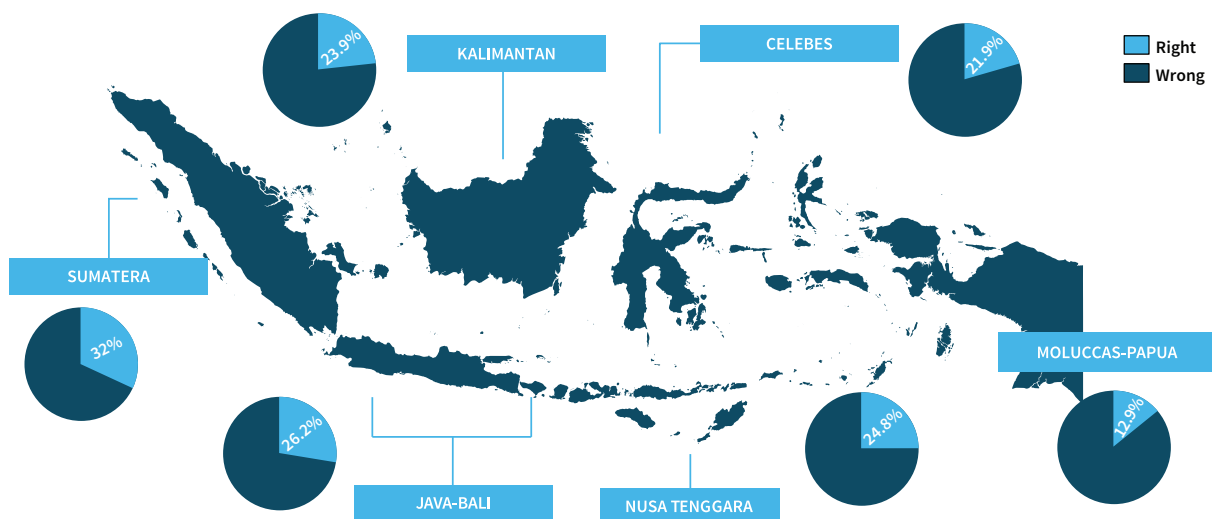 23.9%
KALIMANTAN
CELEBES
21.9%
Right
Wrong
SUMATERA
32%
MOLUCCAS-PAPUA
26.2%
24.8%
12.9%
JAVA-BALI
NUSA TENGGARA